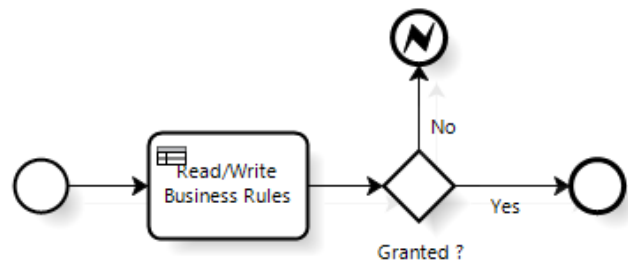 Read/Write
Business Rules
No
Yes
Granted ?